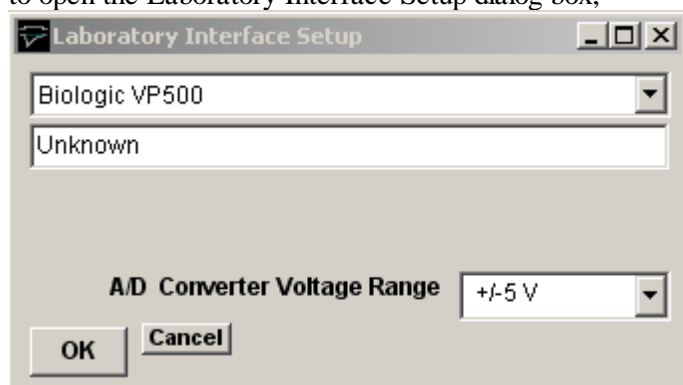 to open the Laboratory Interface Setup dialog box,
Laboratory Interface Setup
Biologic VP500
Unknown
A/D Converter Voltage Range +/-5 V
OK Cancel